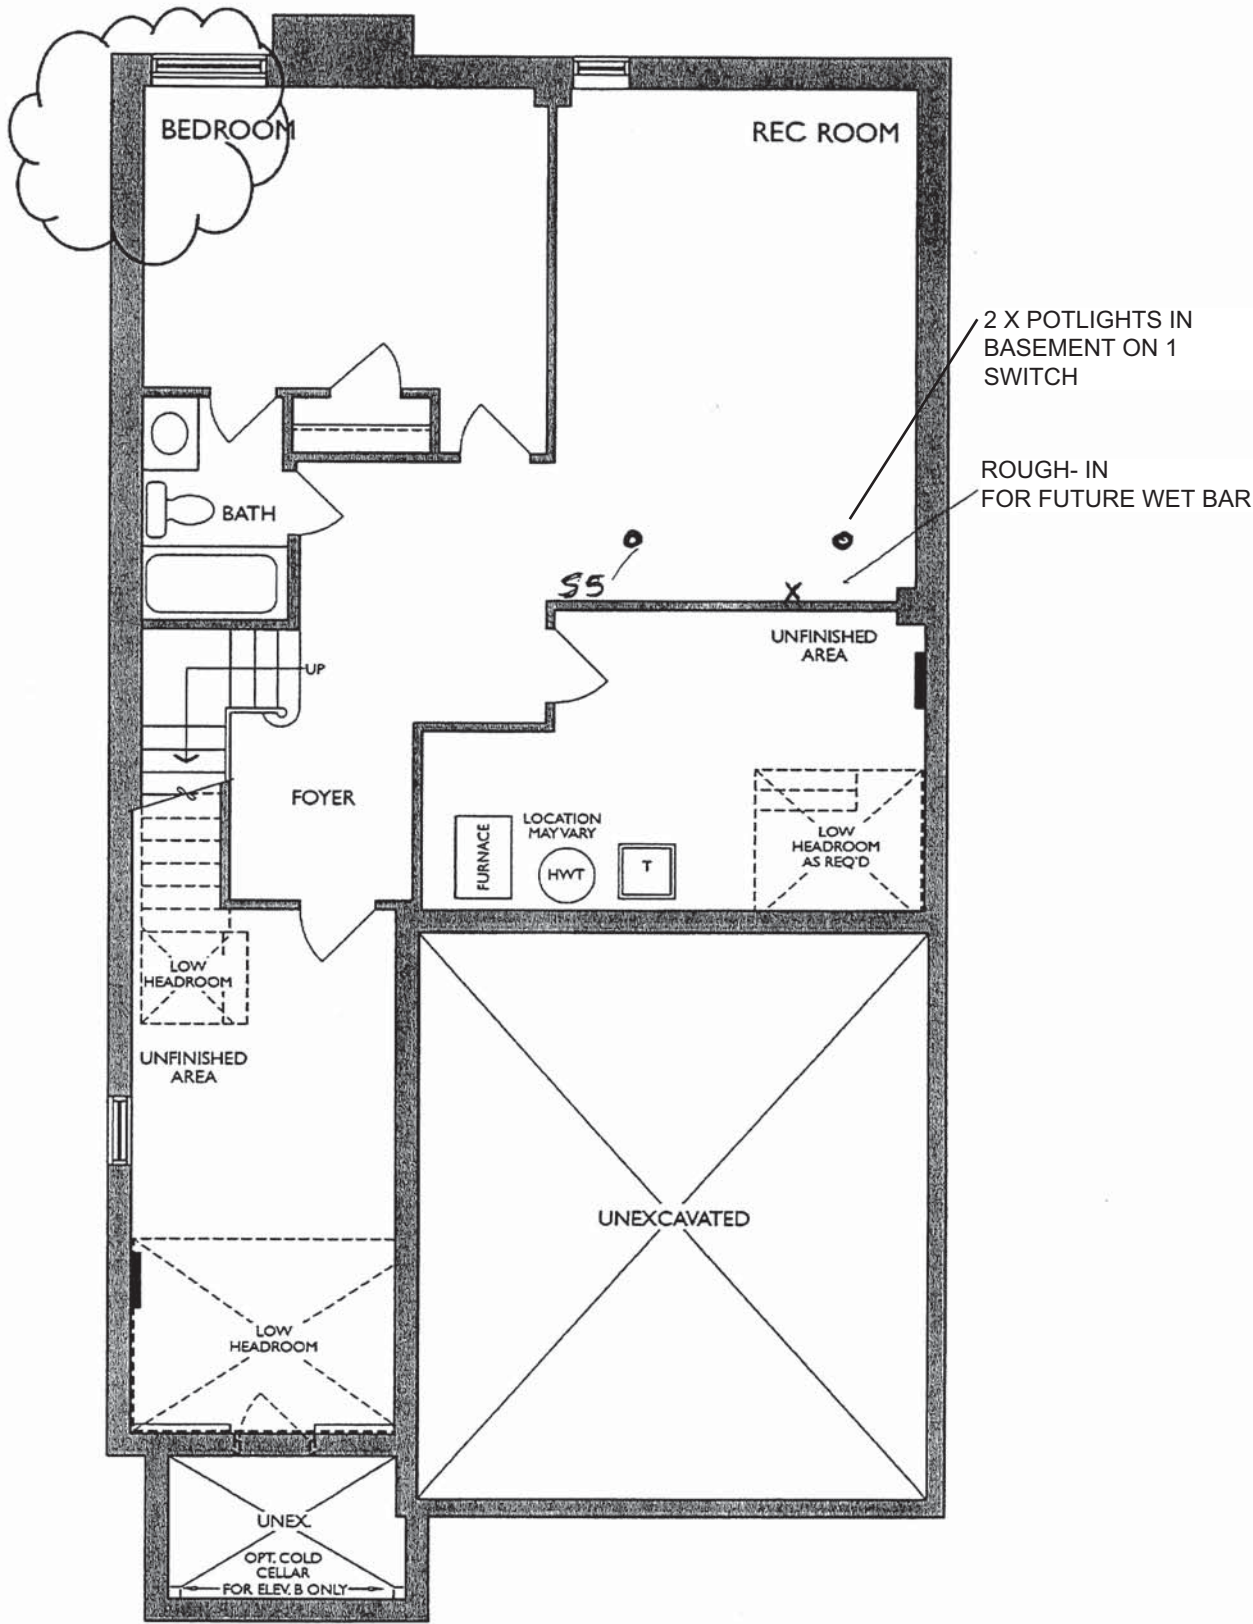 BEDROOM
REC ROOM
2 X POTLIGHTS IN
BASEMENT ON 1
SWITCH
ROUGH- IN
FOR FUTURE WET BAR
BATH
S5
X
UNFINISHED
AREA
UP
FOYER
LOCATION
MAY VARY
FURNACE
HWT
T
LOW
HEADROOM
AS REQ'D
LOW
HEADROOM
UNFINISHED
AREA
UNEXCAVATED
LOW
HEADROOM
UNEX.
OPT. COLD
CELLAR
FOR ELEV. B ONLY